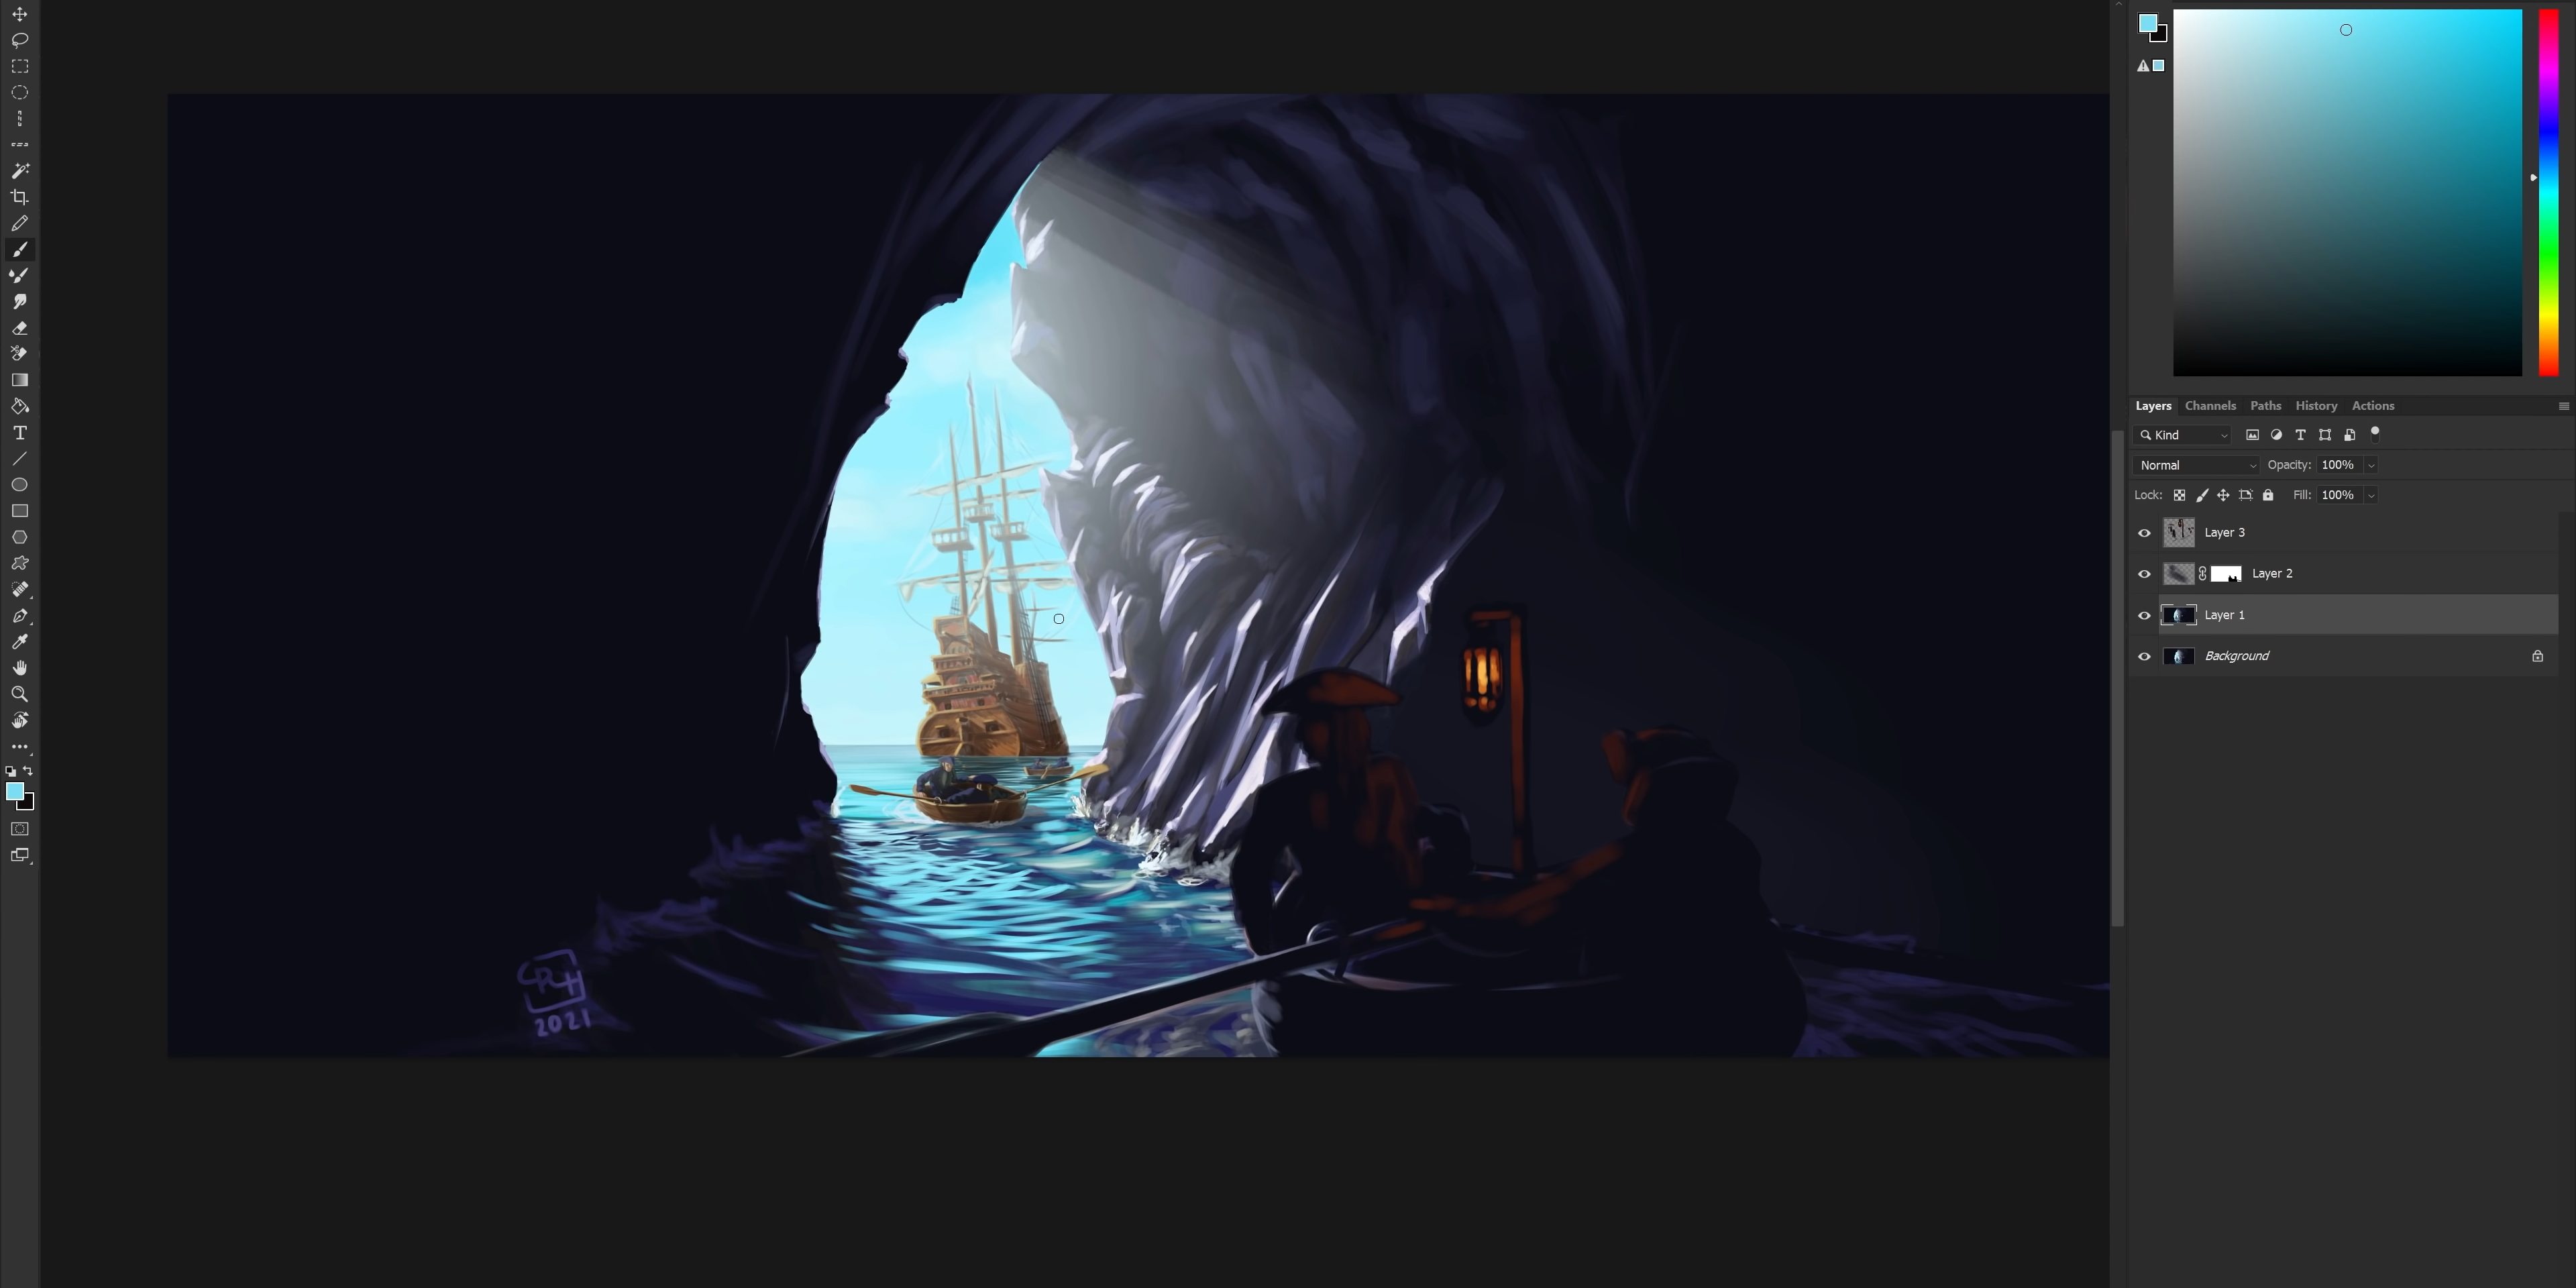 Layers Channels Paths History Actions
Kind
Normal Opacity: 100%
Lock: Fill: 100%
Layer 3
Layer 2
Layer 1
Background
CRH
2021